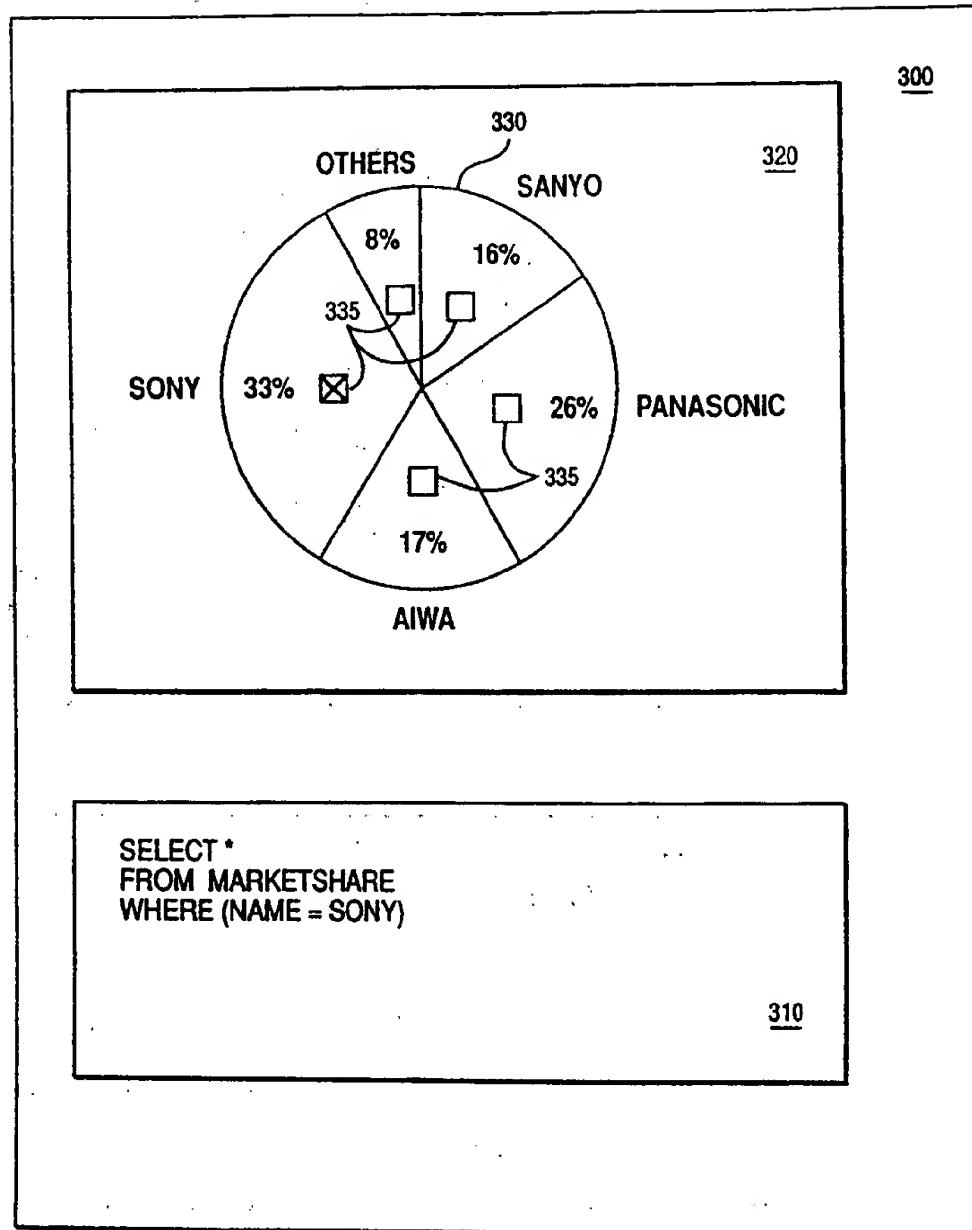 300
330
OTHERS
SANYO
320
8%
16%
335
SONY
33%
26%
PANASONIC
335
17%
AIWA
SELECT *
FROM MARKETSHARE
WHERE (NAME = SONY)
310